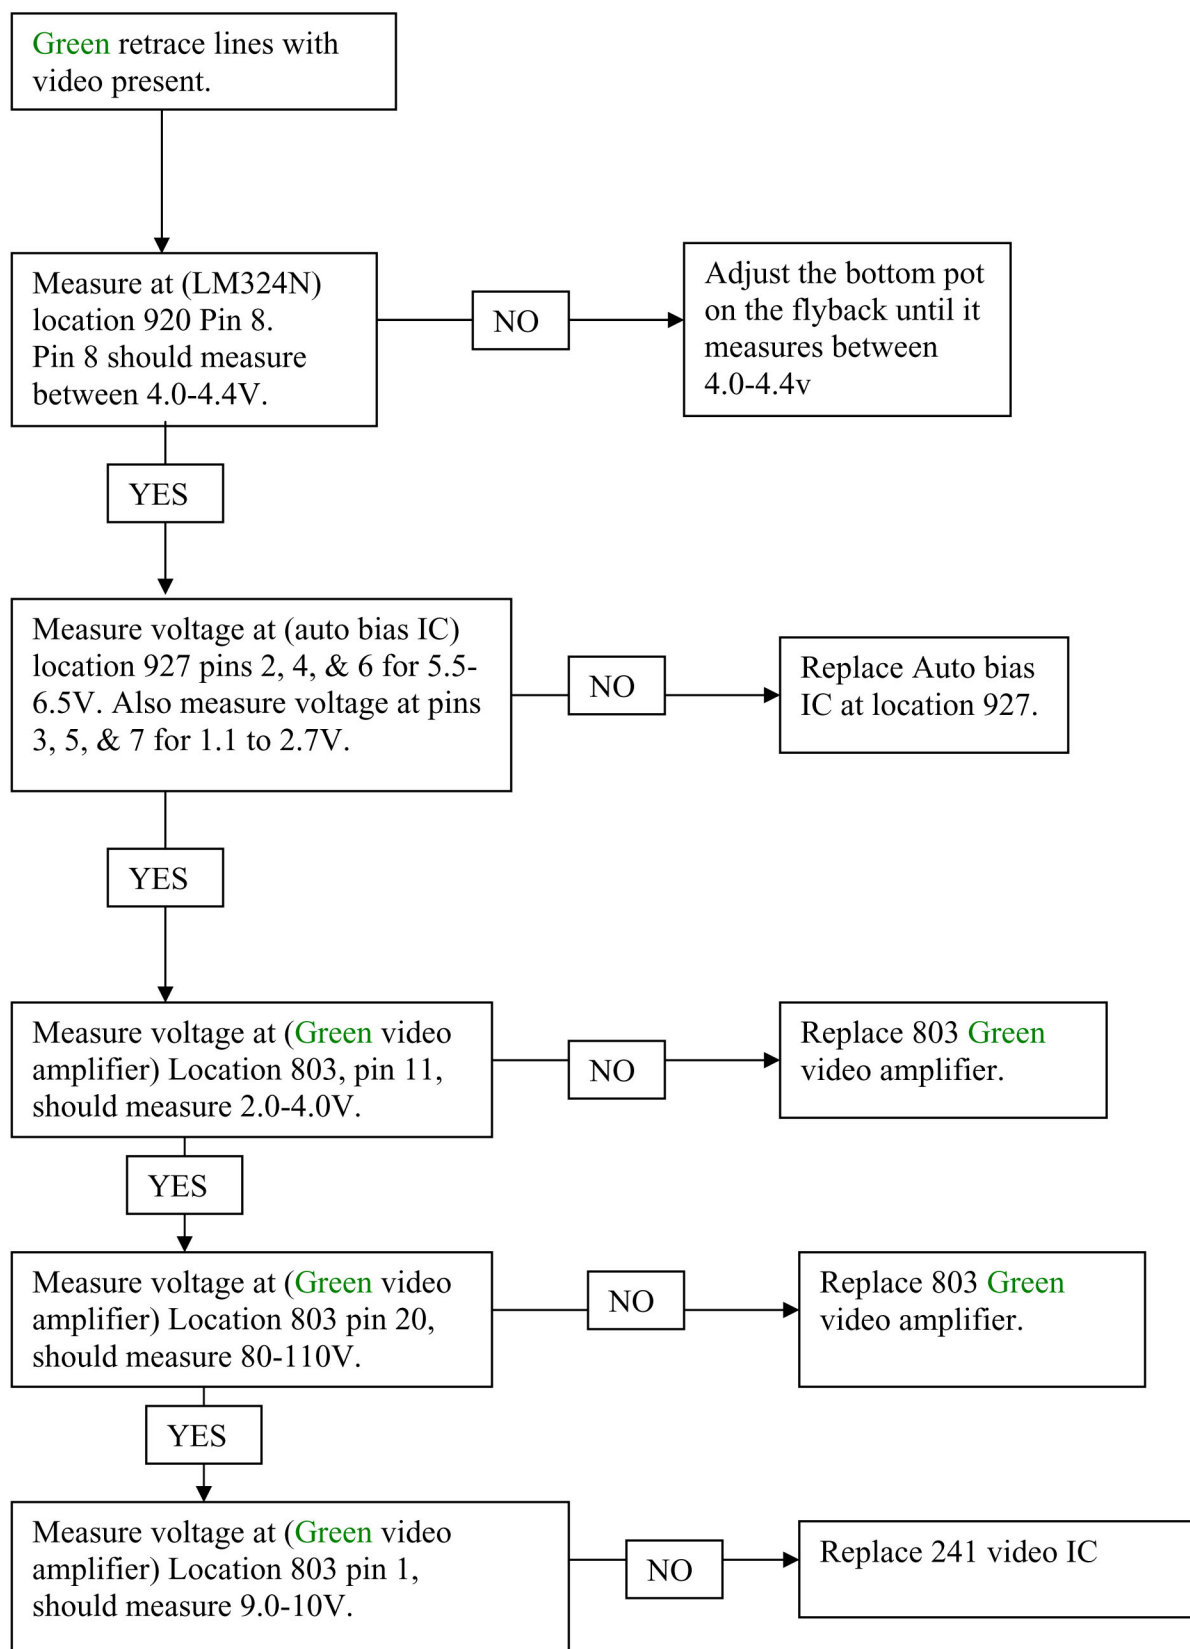 Green retrace lines with
video present.
Measure at (LM324N)
location 920 Pin 8.
Pin 8 should measure
between 4.0-4.4V.
NO
Adjust the bottom pot
on the flyback until it
measures between
4.0-4.4v
YES
Measure voltage at (auto bias IC)
location 927 pins 2, 4, & 6 for 5.5-
6.5V. Also measure voltage at pins
3, 5, & 7 for 1.1 to 2.7V.
NO
Replace Auto bias
IC at location 927.
YES
Measure voltage at (Green video
amplifier) Location 803, pin 11,
should measure 2.0-4.0V.
NO
Replace 803 Green
video amplifier.
YES
Measure voltage at (Green video
amplifier) Location 803 pin 20,
should measure 80-110V.
NO
Replace 803 Green
video amplifier.
YES
Measure voltage at (Green video
amplifier) Location 803 pin 1,
should measure 9.0-10V.
NO
Replace 241 video IC